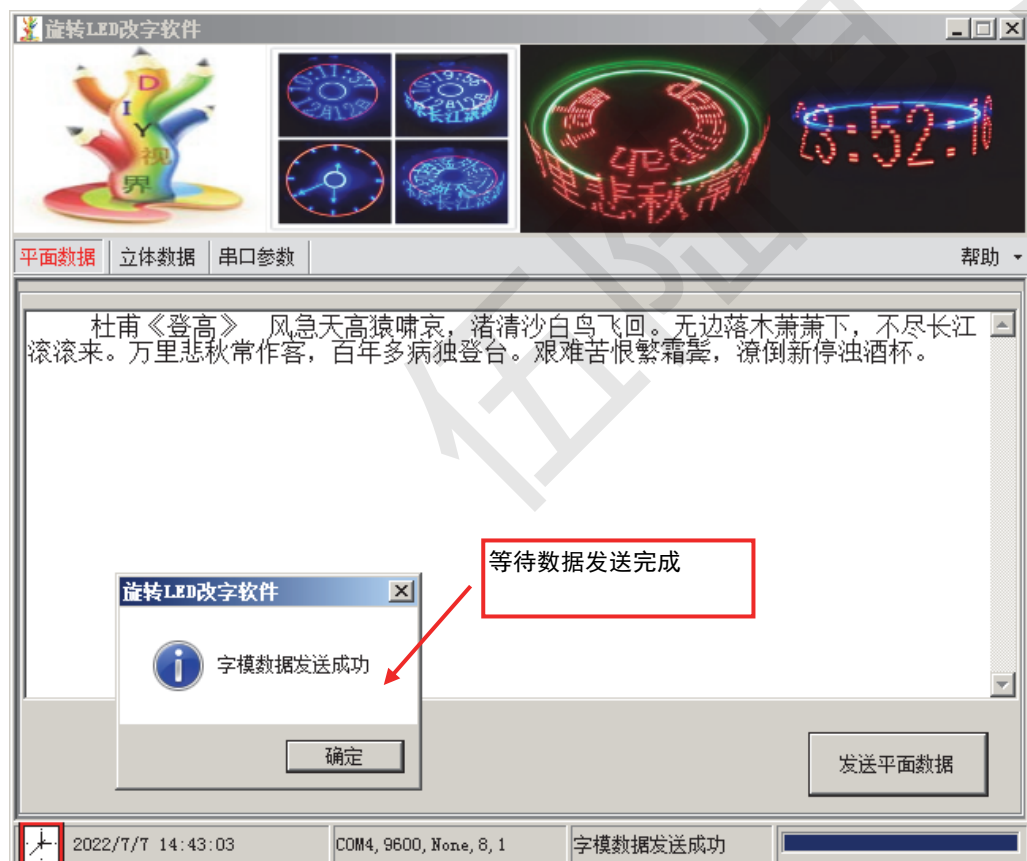 旋转LED改字软件
D
I
Y
视
界
里悲秋常
平面数据 立体数据 串口参数 帮助
杜甫《登高》 风急天高猿啸哀,渚清沙白鸟飞回。无边落木萧萧下,不尽长江
滚滚来。万里悲秋常作客,百年多病独登台。艰难苦恨繁霜鬓,潦倒新停浊酒杯。
等待数据发送完成
旋转LED改字软件
字模数据发送成功
确定
发送平面数据
2022/7/7 14:43:03 COM4, 9600, None, 8, 1 字模数据发送成功
伍陆